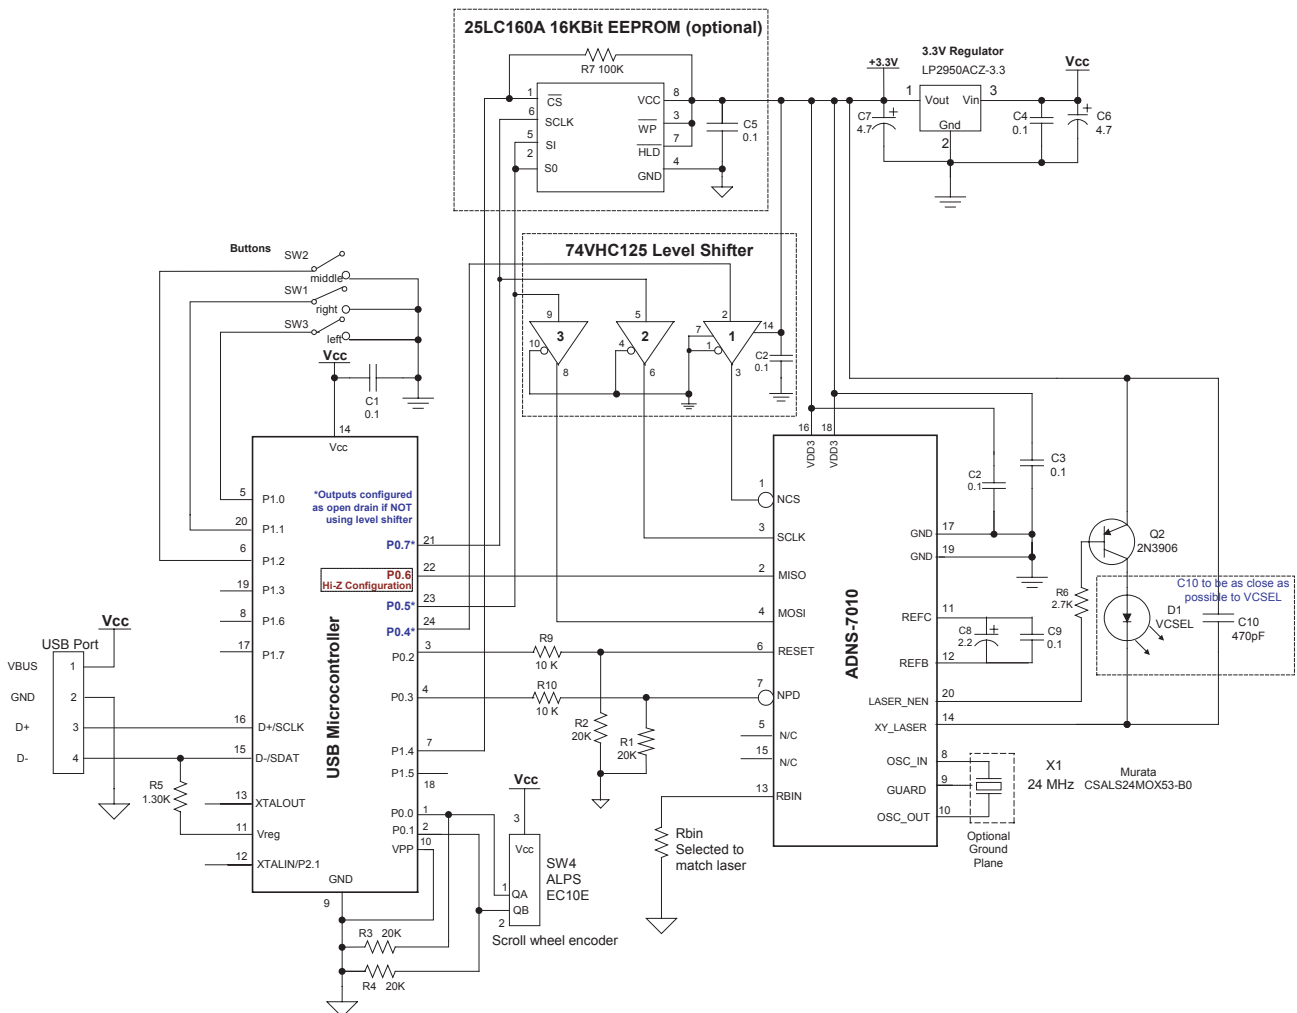 25LC160A 16KBit EEPROM (optional)
R7 100K
1
CS
VCC
8
6
SCLK
WP
3
5
SI
HLD
7
2
S0
GND
4
C5
0.1
3.3V Regulator
LP2950ACZ-3.3
+3.3V
Vcc
1
Vout
Vin
3
Gnd
2
C7
4.7
C4
0.1
C6
4.7
+
+
74VHC125 Level Shifter
9
3
10
8
5
2
4
6
2
1
7
1
14
3
C2
0.1
Buttons
SW2
middle
SW1
right
SW3
left
Vcc
C1
0.1
14
Vcc
5
P1.0
20
P1.1
6
P1.2
19
P1.3
8
P1.6
17
P1.7
16
D+/SCLK
15
D-/SDAT
13
XTALOUT
11
Vreg
12
XTALIN/P2.1
GND
9
USB Microcontroller
*Outputs configured
as open drain if NOT
using level shifter
P0.7*
21
P0.6
Hi-Z Configuration
22
P0.5*
23
P0.4*
24
P0.2
3
P0.3
4
P1.4
7
P1.5
18
P0.0
1
P0.1
2
VPP
10
Vcc
USB Port
VBUS
1
GND
2
D+
3
D-
4
R5
1.30K
R3 20K
R4 20K
R9
10 K
R10
10 K
R2
20K
R1
20K
Vcc
3
Vcc
1
QA
QB
2
SW4
ALPS
EC10E
Scroll wheel encoder
16
18
VDD3
VDD3
1
NCS
3
SCLK
2
MISO
4
MOSI
6
RESET
7
NPD
5
N/C
15
N/C
13
RBIN
ADNS-7010
GND
17
GND
19
REFC
11
REFB
12
LASER_NEN
20
XY_LASER
14
OSC_IN
8
GUARD
9
OSC_OUT
10
Rbin
Selected to
match laser
C2
0.1
C3
0.1
C8
2.2
+
C9
0.1
Q2
2N3906
R6
2.7K
C10 to be as close as
possible to VCSEL
D1
VCSEL
C10
470pF
X1
24 MHz
Murata
CSALS24MOX53-B0
Optional
Ground
Plane